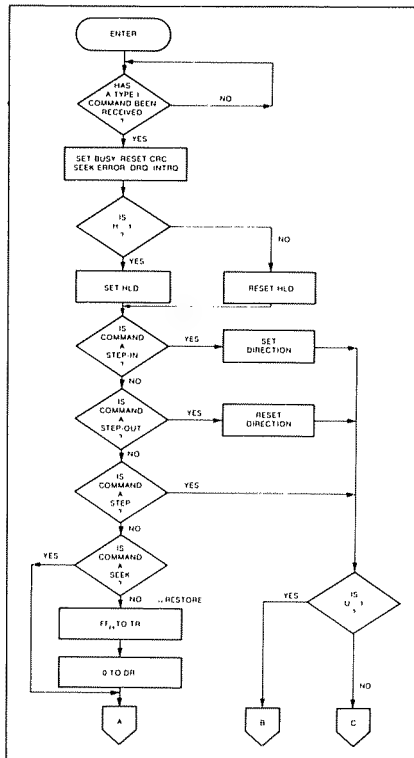 ENTER
HAS
A TYPE I
COMMAND BEEN
RECEIVED
?
NO
YES
SET BUSY RESET CRC
SEEK ERROR DRQ INTRQ
IS
H = 1
?
NO
YES
SET HLD
RESET HLD
IS
COMMAND
A
STEP-IN
?
YES
SET
DIRECTION
NO
IS
COMMAND
A
STEP-OUT
?
YES
RESET
DIRECTION
NO
IS
COMMAND
A
STEP
?
YES
NO
IS
COMMAND
A
SEEK
?
YES
NO
RESTORE
IS
U = 1
?
YES
NO
FFH TO TR
0 TO DR
A
B
C